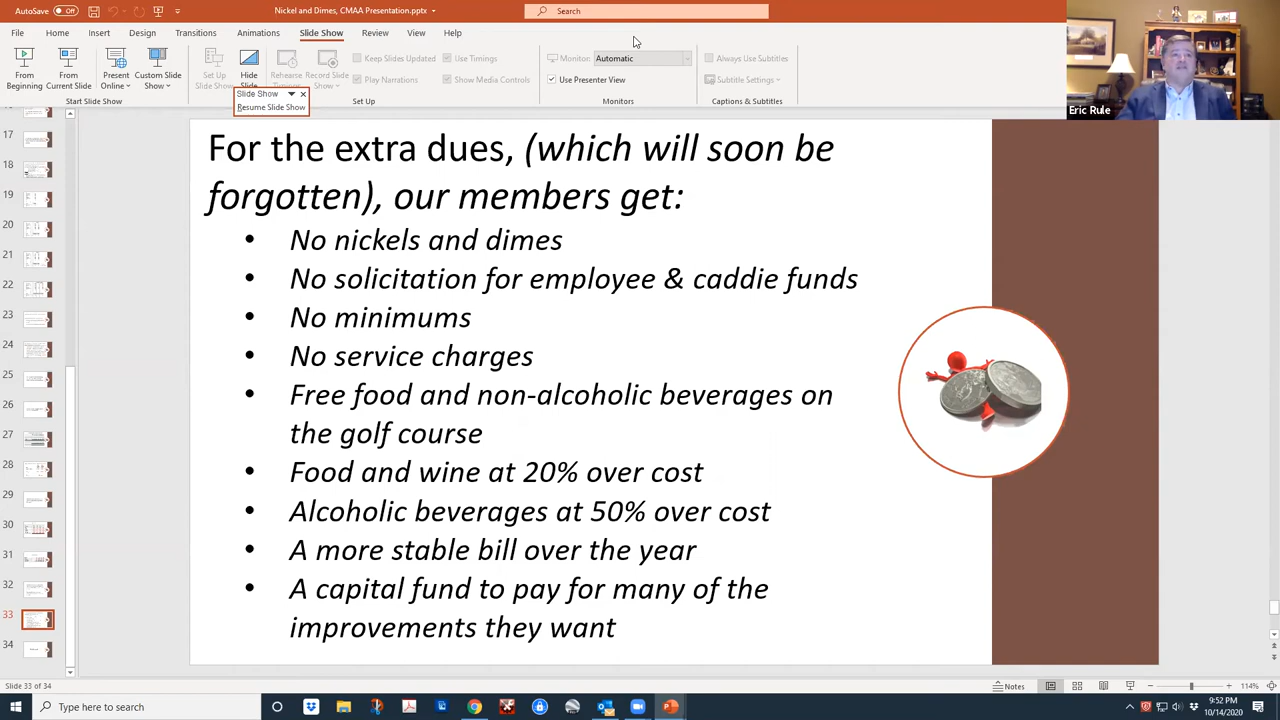 AutoSave Off Nickel and Dimes, CMAA Presentation.pptx Search
File Home Insert Design Transitions Animations Slide Show Review View Help
From Beginning
From Current Slide
Present Online
Custom Slide Show
Set Up Slide Show
Hide Slide
Rehearse Timings
Record Slide Show
Keep Slides Updated
Play Narrations
Use Timings
Show Media Controls
Monitor: Automatic
Use Presenter View
Always Use Subtitles
Subtitle Settings
Start Slide Show Set Up Monitors Captions & Subtitles
Slide Show
Resume Slide Show
Eric Rule
17
18
19
20
21
22
23
24
25
26
27
28
29
30
31
32
33
34
For the extra dues, (which will soon be
forgotten), our members get:
• No nickels and dimes
• No solicitation for employee & caddie funds
• No minimums
• No service charges
• Free food and non-alcoholic beverages on
the golf course
• Food and wine at 20% over cost
• Alcoholic beverages at 50% over cost
• A more stable bill over the year
• A capital fund to pay for many of the
improvements they want
Slide 33 of 34 Notes 114%
Type here to search
9:52 PM
10/14/2020